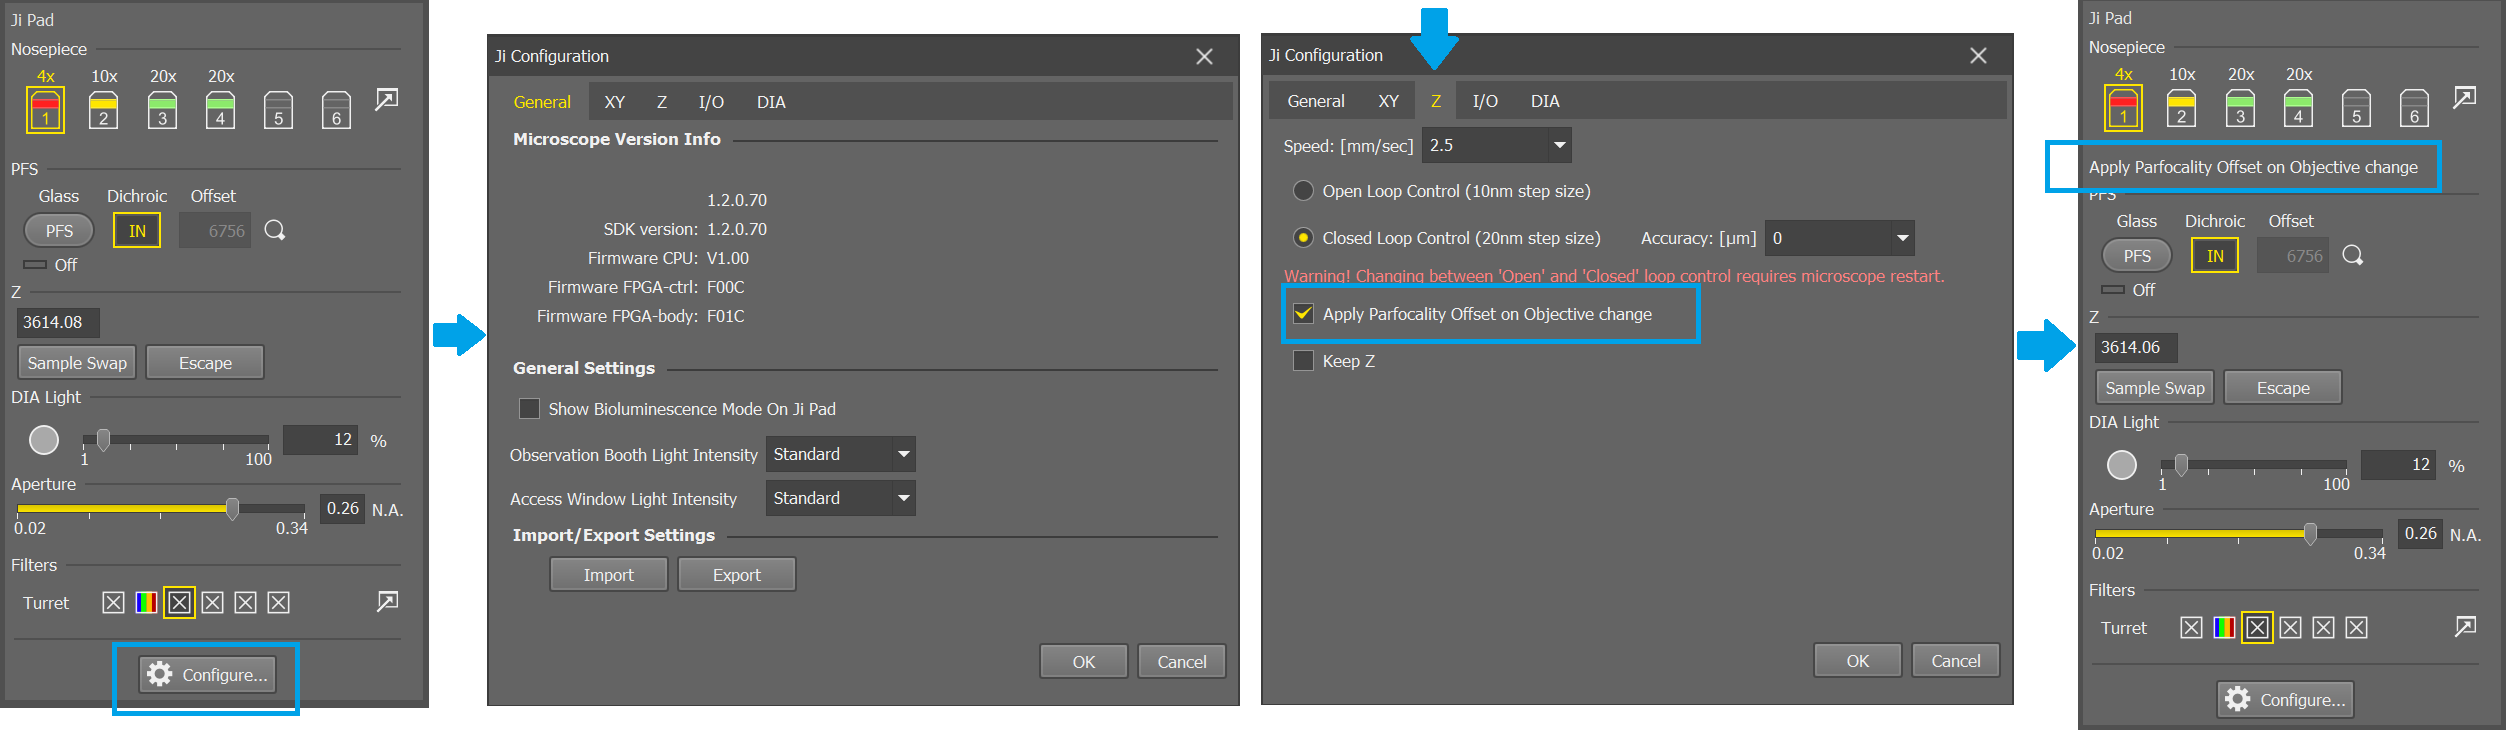 Ji Pad
Nosepiece
4x 10x 20x 20x
1 2 3 4 5 6
PFS
Glass Dichroic Offset
PFS IN 6756
Off
Z
3614.08
Sample Swap Escape
DIA Light
12 %
1 100
Aperture
0.26 N.A.
0.02 0.34
Filters
Turret
Configure...
Ji Configuration
General XY Z I/O DIA
Microscope Version Info
1.2.0.70
SDK version: 1.2.0.70
Firmware CPU: V1.00
Firmware FPGA-ctrl: F00C
Firmware FPGA-body: F01C
General Settings
Show Bioluminescence Mode On Ji Pad
Observation Booth Light Intensity Standard
Access Window Light Intensity Standard
Import/Export Settings
Import Export
OK Cancel
Ji Configuration
General XY Z I/O DIA
Speed: [mm/sec] 2.5
Open Loop Control (10nm step size)
Closed Loop Control (20nm step size) Accuracy: [µm] 0
Warning! Changing between 'Open' and 'Closed' loop control requires microscope restart.
Apply Parfocality Offset on Objective change
Keep Z
OK Cancel
Ji Pad
Nosepiece
4x 10x 20x 20x
1 2 3 4 5 6
Apply Parfocality Offset on Objective change
PFS
Glass Dichroic Offset
PFS IN 6756
Off
Z
3614.06
Sample Swap Escape
DIA Light
12 %
1 100
Aperture
0.26 N.A.
0.02 0.34
Filters
Turret
Configure...